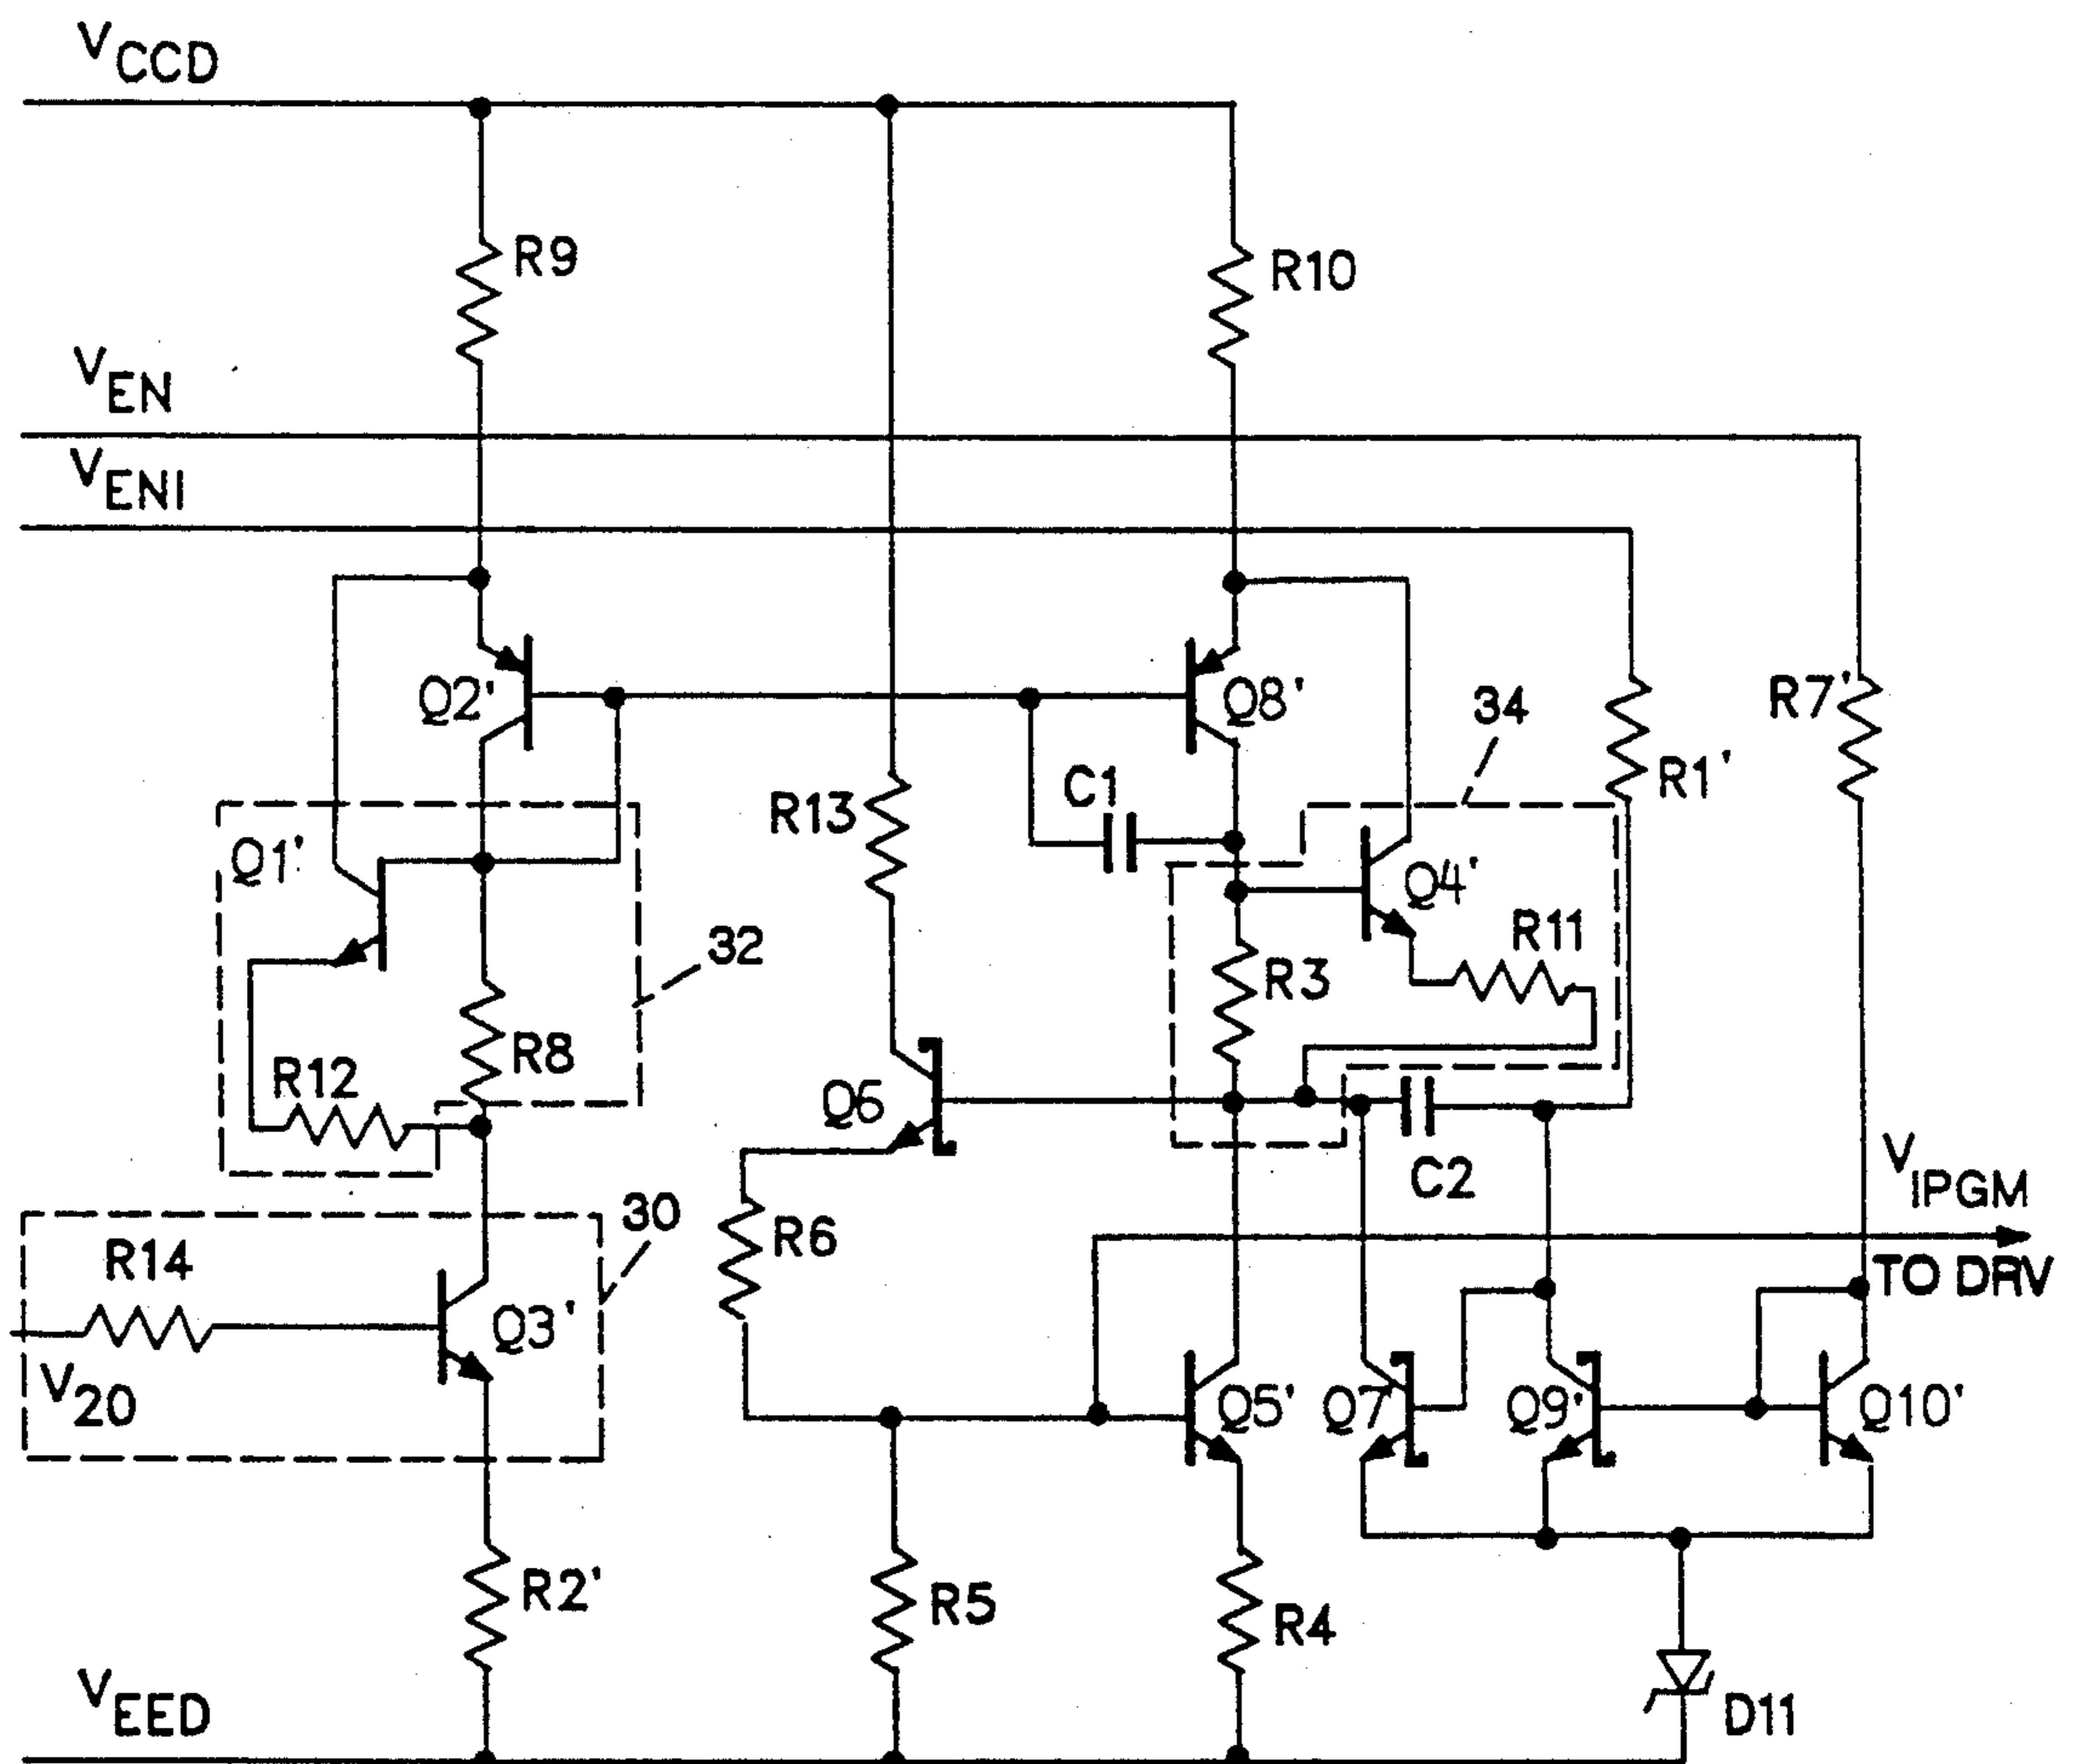 VCCD
R9
R10
VEN
VENI
Q2'
Q8'
34
R7'
R1'
C1
R13
Q1'
Q4'
R11
32
R3
R8
R12
Q6
C2
VIPGM
30
R6
R14
TO DRV
Q3'
V20
Q5'
Q7
Q9'
Q10'
R2'
R5
R4
VEED
D11